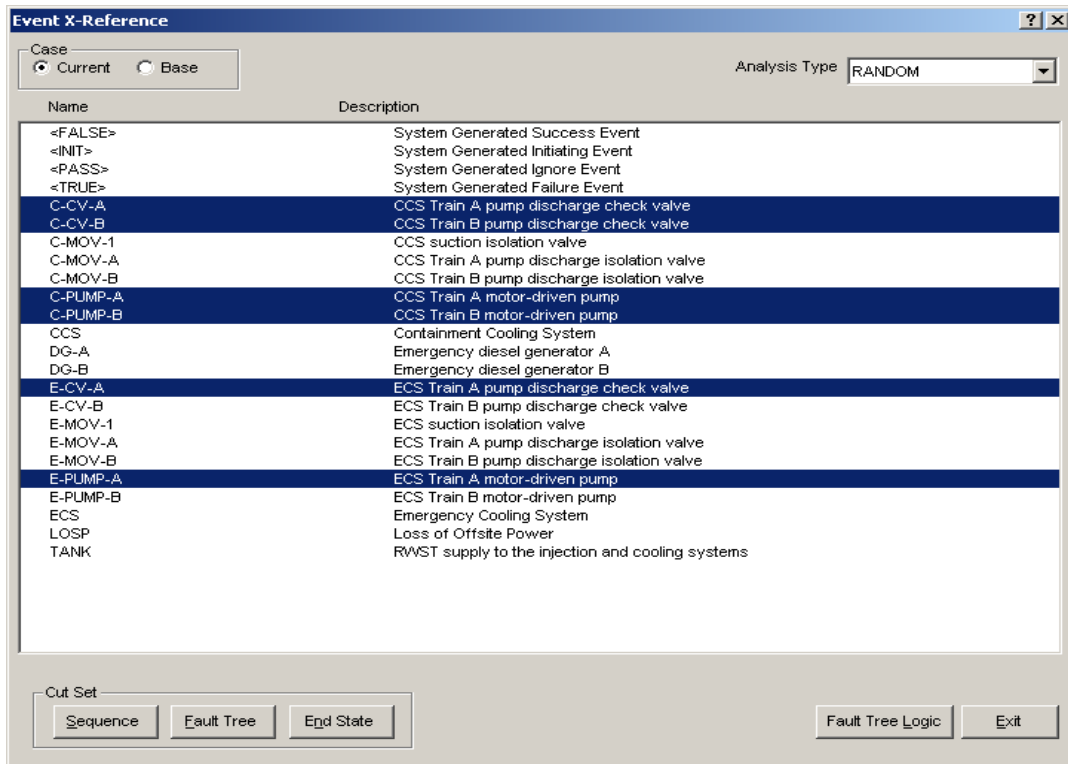 Event X-Reference
Case
Current Base
Analysis Type RANDOM
Name Description
<FALSE> System Generated Success Event
<INIT> System Generated Initiating Event
<PASS> System Generated Ignore Event
<TRUE> System Generated Failure Event
C-CV-A CCS Train A pump discharge check valve
C-CV-B CCS Train B pump discharge check valve
C-MOV-1 CCS suction isolation valve
C-MOV-A CCS Train A pump discharge isolation valve
C-MOV-B CCS Train B pump discharge isolation valve
C-PUMP-A CCS Train A motor-driven pump
C-PUMP-B CCS Train B motor-driven pump
CCS Containment Cooling System
DG-A Emergency diesel generator A
DG-B Emergency diesel generator B
E-CV-A ECS Train A pump discharge check valve
E-CV-B ECS Train B pump discharge check valve
E-MOV-1 ECS suction isolation valve
E-MOV-A ECS Train A pump discharge isolation valve
E-MOV-B ECS Train B pump discharge isolation valve
E-PUMP-A ECS Train A motor-driven pump
E-PUMP-B ECS Train B motor-driven pump
ECS Emergency Cooling System
LOSP Loss of Offsite Power
TANK RWST supply to the injection and cooling systems
Cut Set
Sequence Fault Tree End State Fault Tree Logic Exit